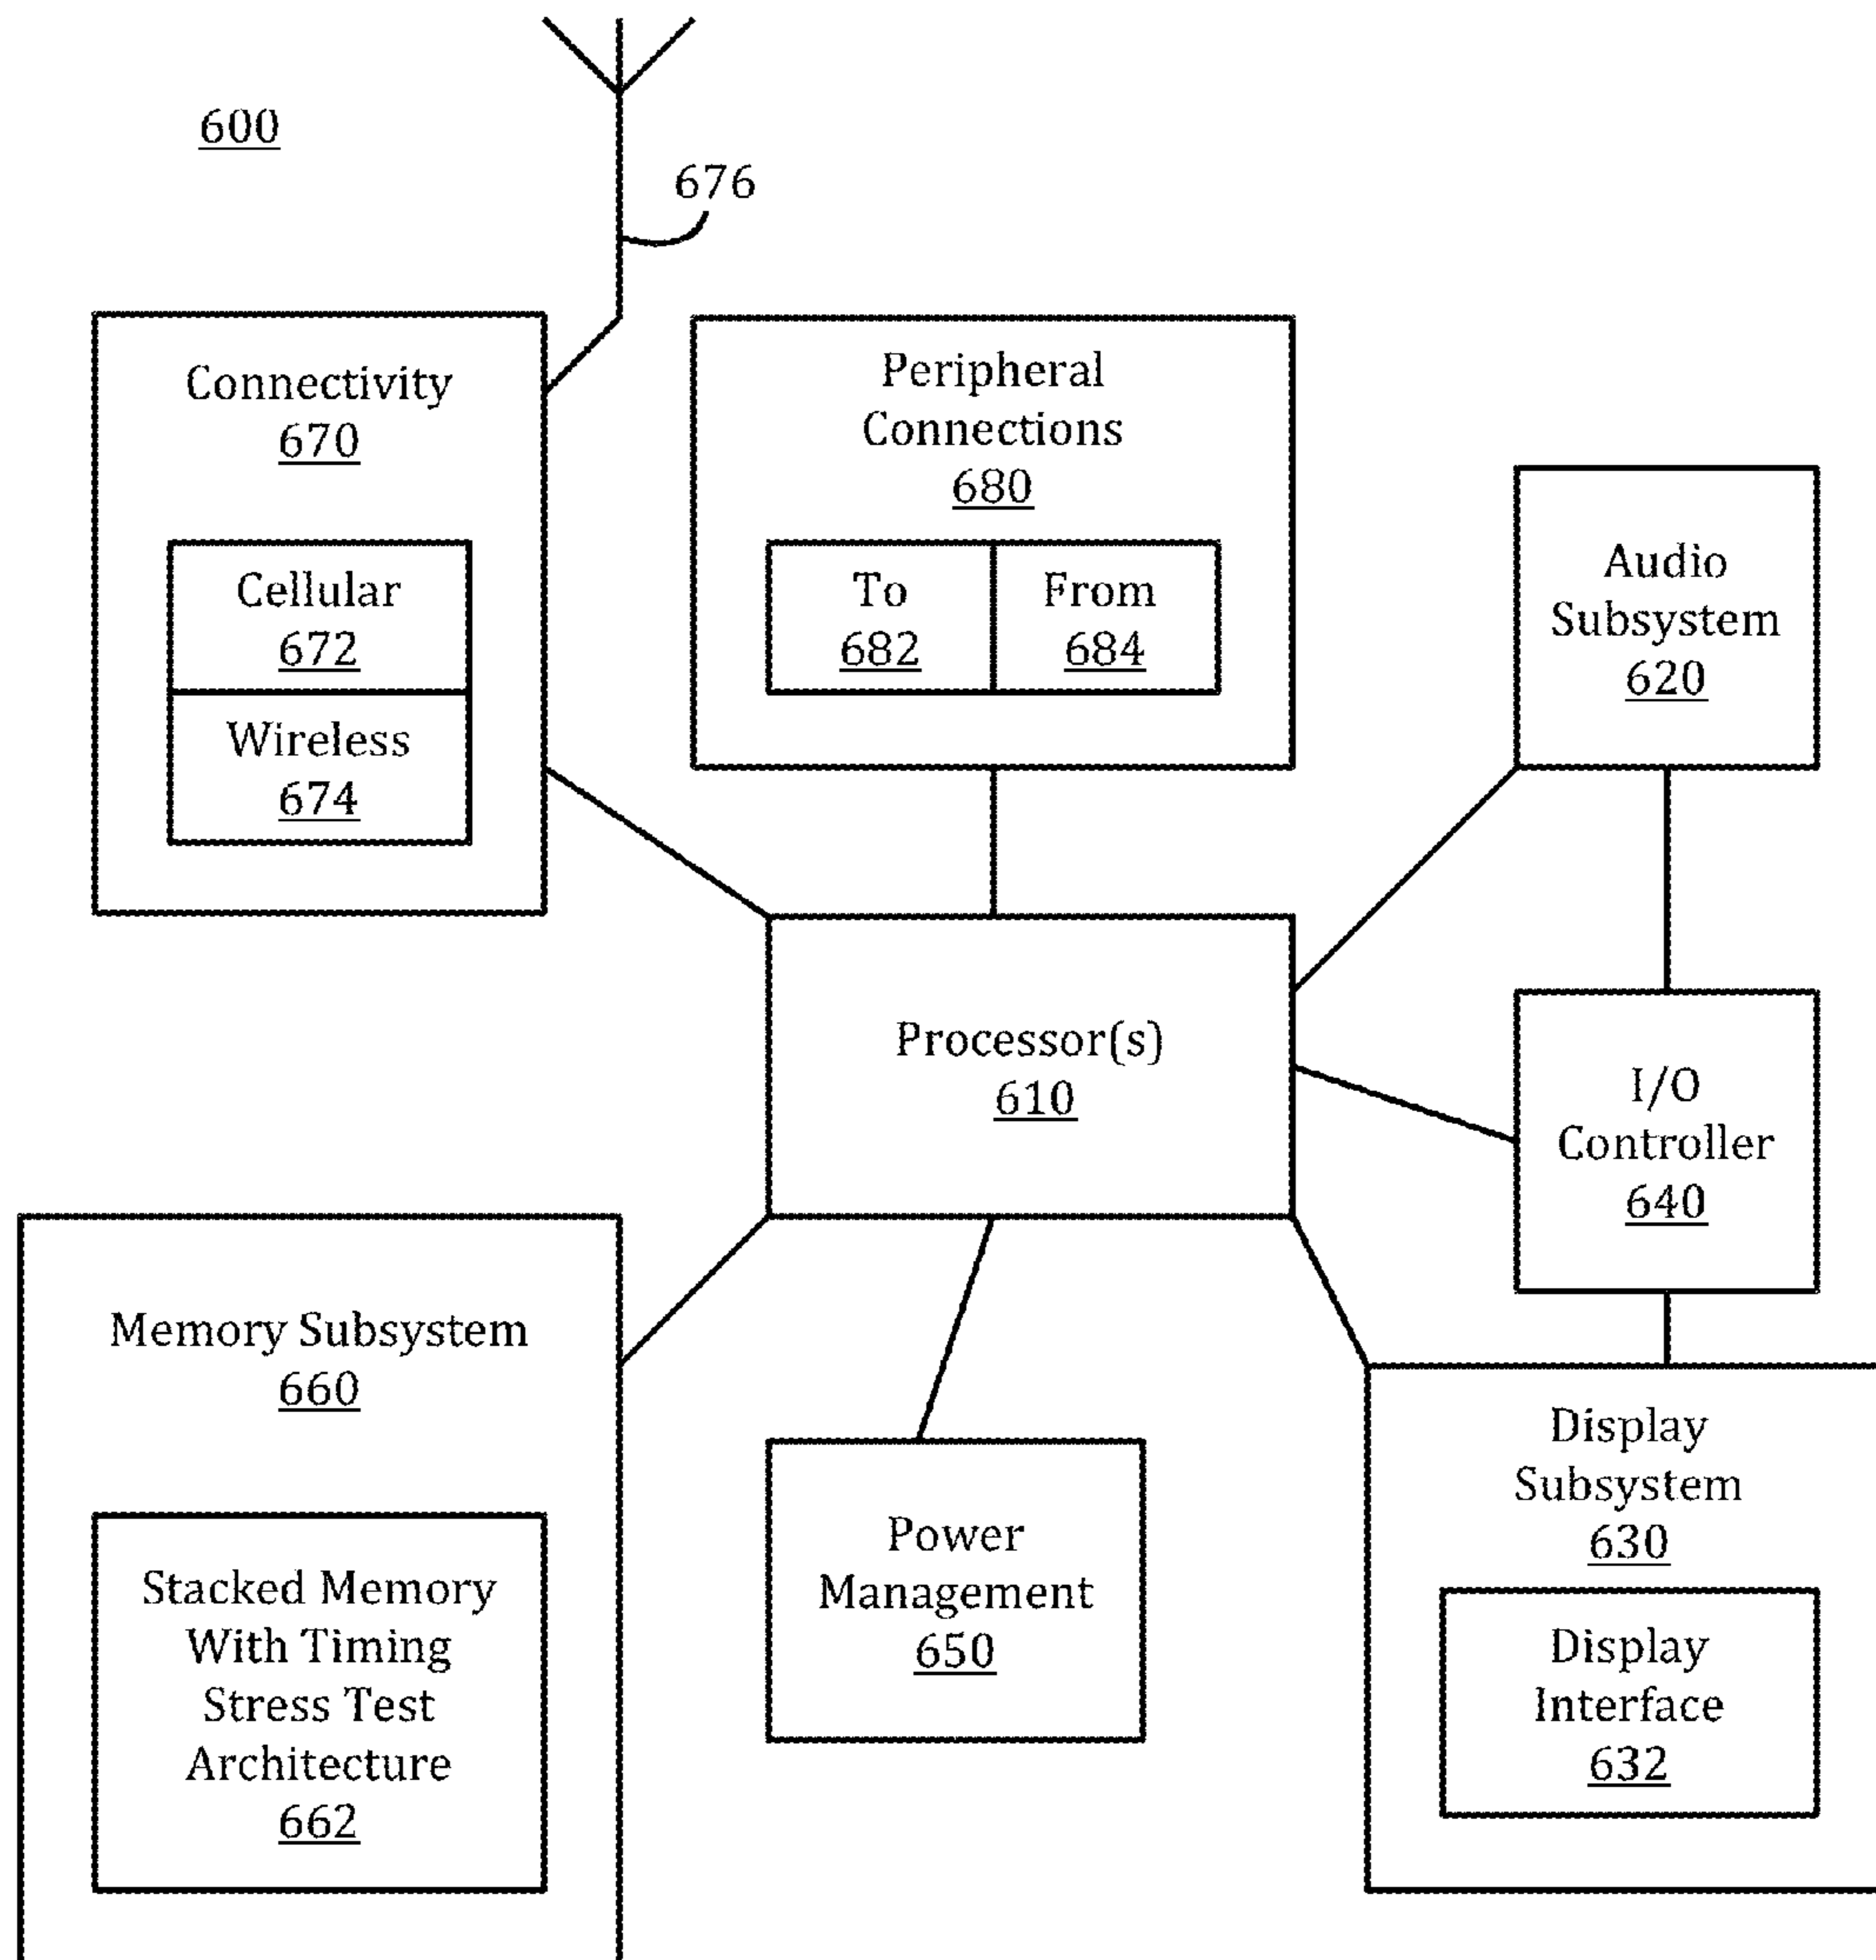 600
676
Connectivity
670
Cellular
672
Wireless
674
Peripheral
Connections
680
To
682
From
684
Audio
Subsystem
620
Processor(s)
610
I/O
Controller
640
Memory Subsystem
660
Stacked Memory
With Timing
Stress Test
Architecture
662
Power
Management
650
Display
Subsystem
630
Display
Interface
632